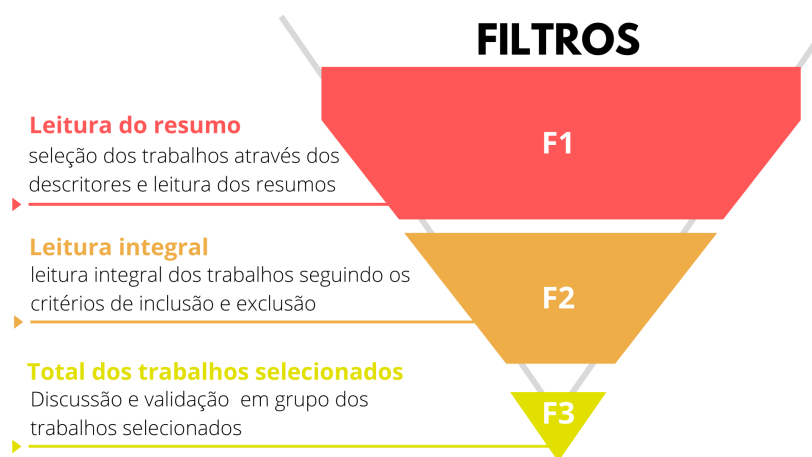 FILTROS
Leitura do resumo
seleção dos trabalhos através dos
descritores e leitura dos resumos
F1
Leitura integral
leitura integral dos trabalhos seguindo os
critérios de inclusão e exclusão
F2
Total dos trabalhos selecionados
Discussão e validação em grupo dos
trabalhos selecionados
F3